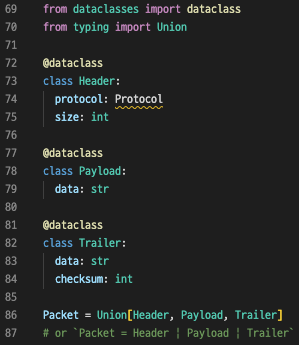 69 from dataclasses import dataclass
70 from typing import Union
71
72 @dataclass
73 class Header:
74   protocol: Protocol
75   size: int
76
77 @dataclass
78 class Payload:
79   data: str
80
81 @dataclass
82 class Trailer:
83   data: str
84   checksum: int
85
86 Packet = Union[Header, Payload, Trailer]
87 # or `Packet = Header ¦ Payload ¦ Trailer`